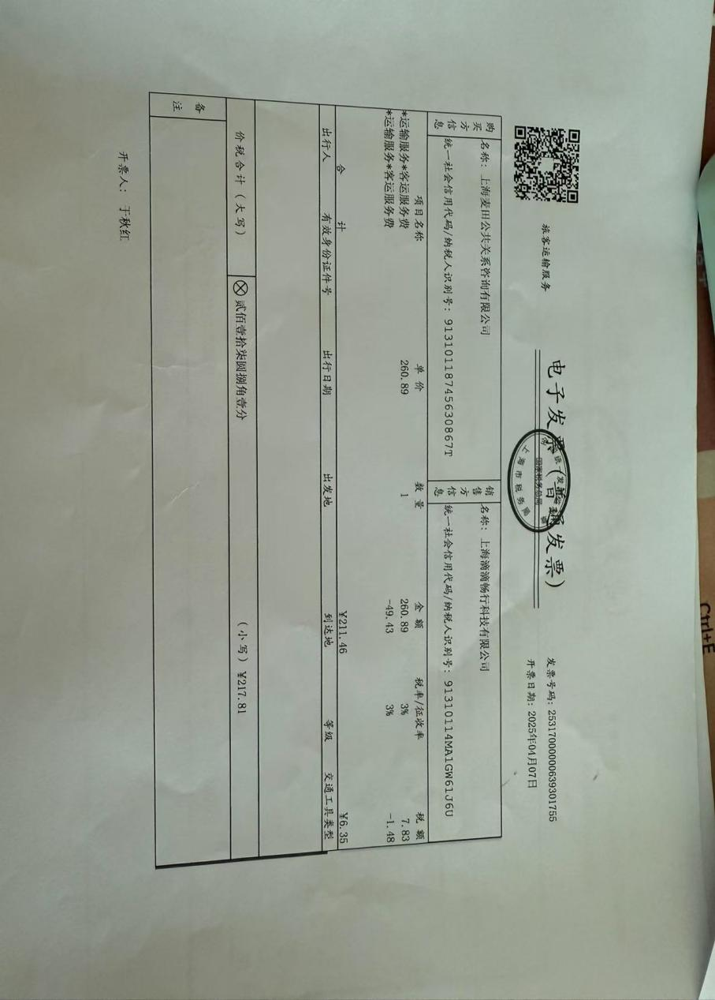 旅客运输服务
电子发票（普通发票）
国家税务总局
上海市税务局
发票号码：25317000000639301755
开票日期：2025年04月07日
购买方信息
名称：上海麦田公共关系咨询有限公司
统一社会信用代码/纳税人识别号：91310118745630867T
销售方信息
名称：上海滴滴畅行科技有限公司
统一社会信用代码/纳税人识别号：91310114MA1GW61J6U
项目名称 单价 数量 金额 税率/征收率 税额
*运输服务*客运服务费 260.89 1 260.89 3% 7.83
*运输服务*客运服务费 -49.43 3% -1.48
合计 ¥211.46 ¥6.35
出行人 有效身份证件号 出行日期 出发地 到达地 等级 交通工具类型
价税合计（大写） ⊗贰佰壹拾柒圆捌角壹分 （小写）¥217.81
备注
开票人：于秋红
Ctrl+E